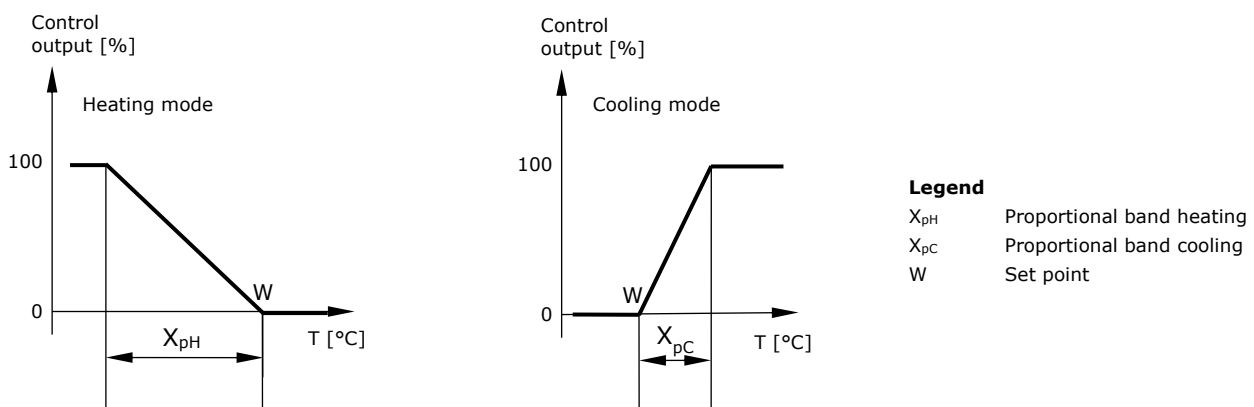 Control
output [%]
Heating mode
100
0
W
XpH
T [°C]
Control
output [%]
Cooling mode
100
0
W
XpC
T [°C]
Legend
XpH Proportional band heating
XpC Proportional band cooling
W Set point